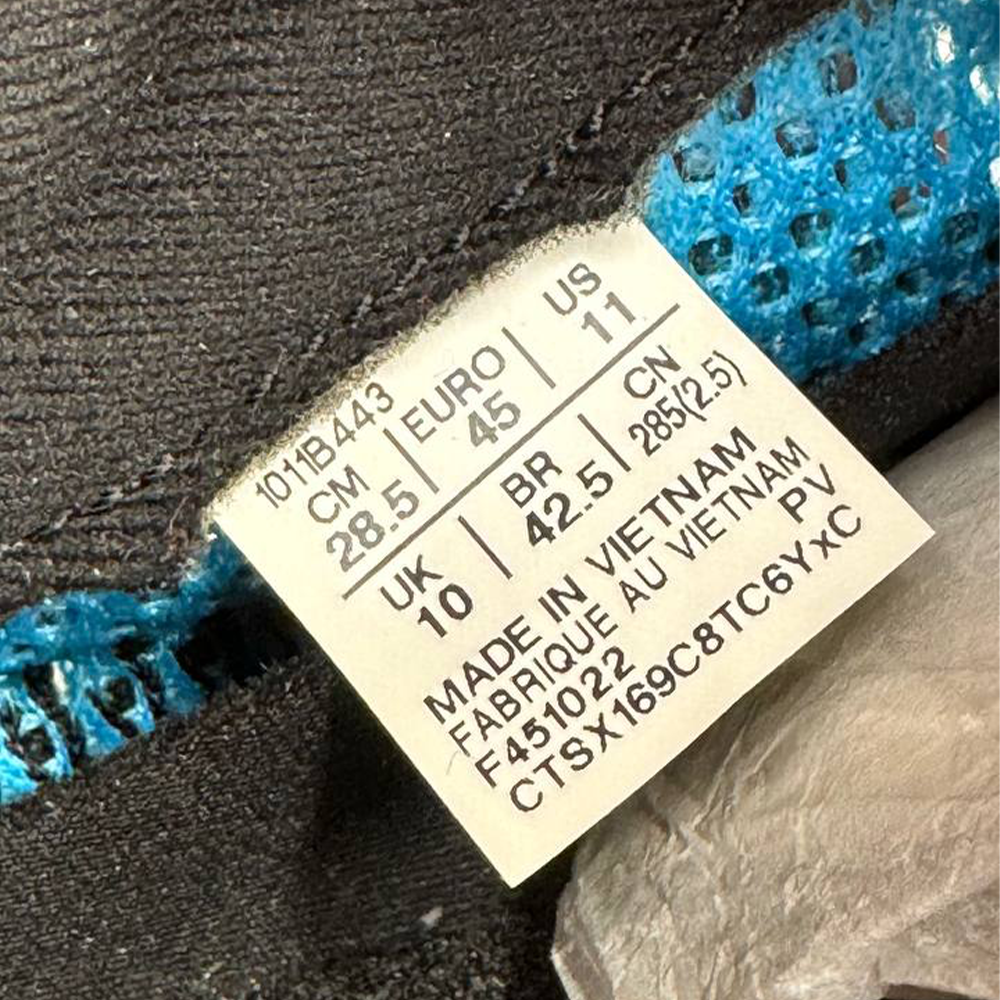 1011B443
CM | EURO | US
28.5 | 45 | 11
UK | BR | CN
10 | 42.5 | 285(2.5)
MADE IN VIETNAM
FABRIQUE AU VIETNAM
F451022 PV
CTSX169C8TC6YxC